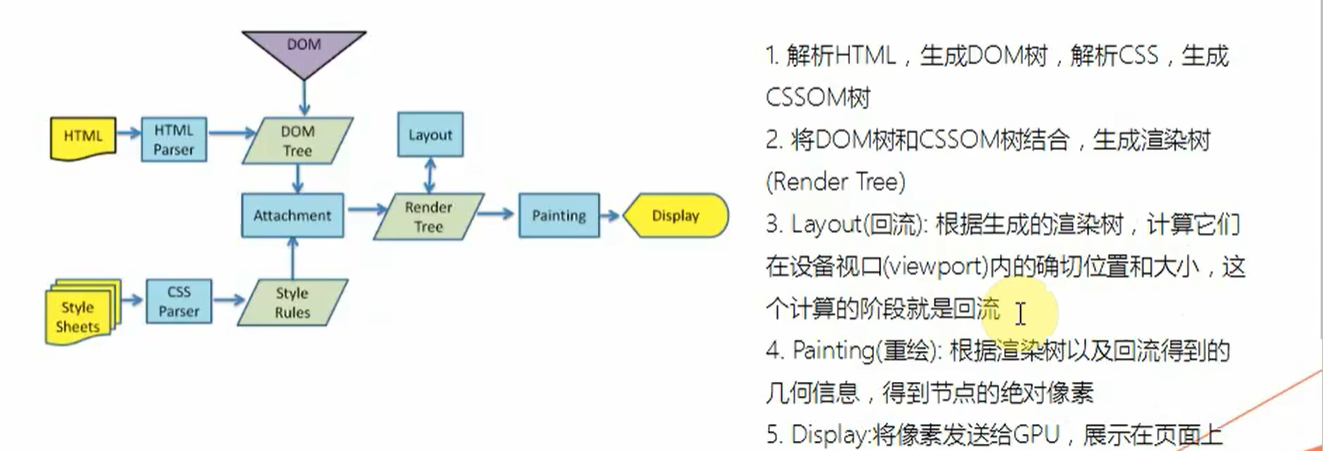 DOM
HTML
HTML
Parser
DOM
Tree
Layout
Attachment
Render
Tree
Painting
Display
Style
Sheets
CSS
Parser
Style
Rules
1. 解析HTML，生成DOM树，解析CSS，生成
CSSOM树
2. 将DOM树和CSSOM树结合，生成渲染树
(Render Tree)
3. Layout(回流): 根据生成的渲染树，计算它们
在设备视口(viewport)内的确切位置和大小，这
个计算的阶段就是回流
4. Painting(重绘): 根据渲染树以及回流得到的
几何信息，得到节点的绝对像素
5. Display:将像素发送给GPU，展示在页面上